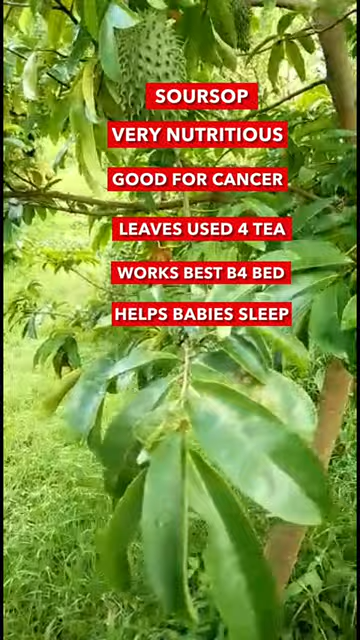 SOURSOP
VERY NUTRITIOUS
GOOD FOR CANCER
LEAVES USED 4 TEA
WORKS BEST B4 BED
HELPS BABIES SLEEP